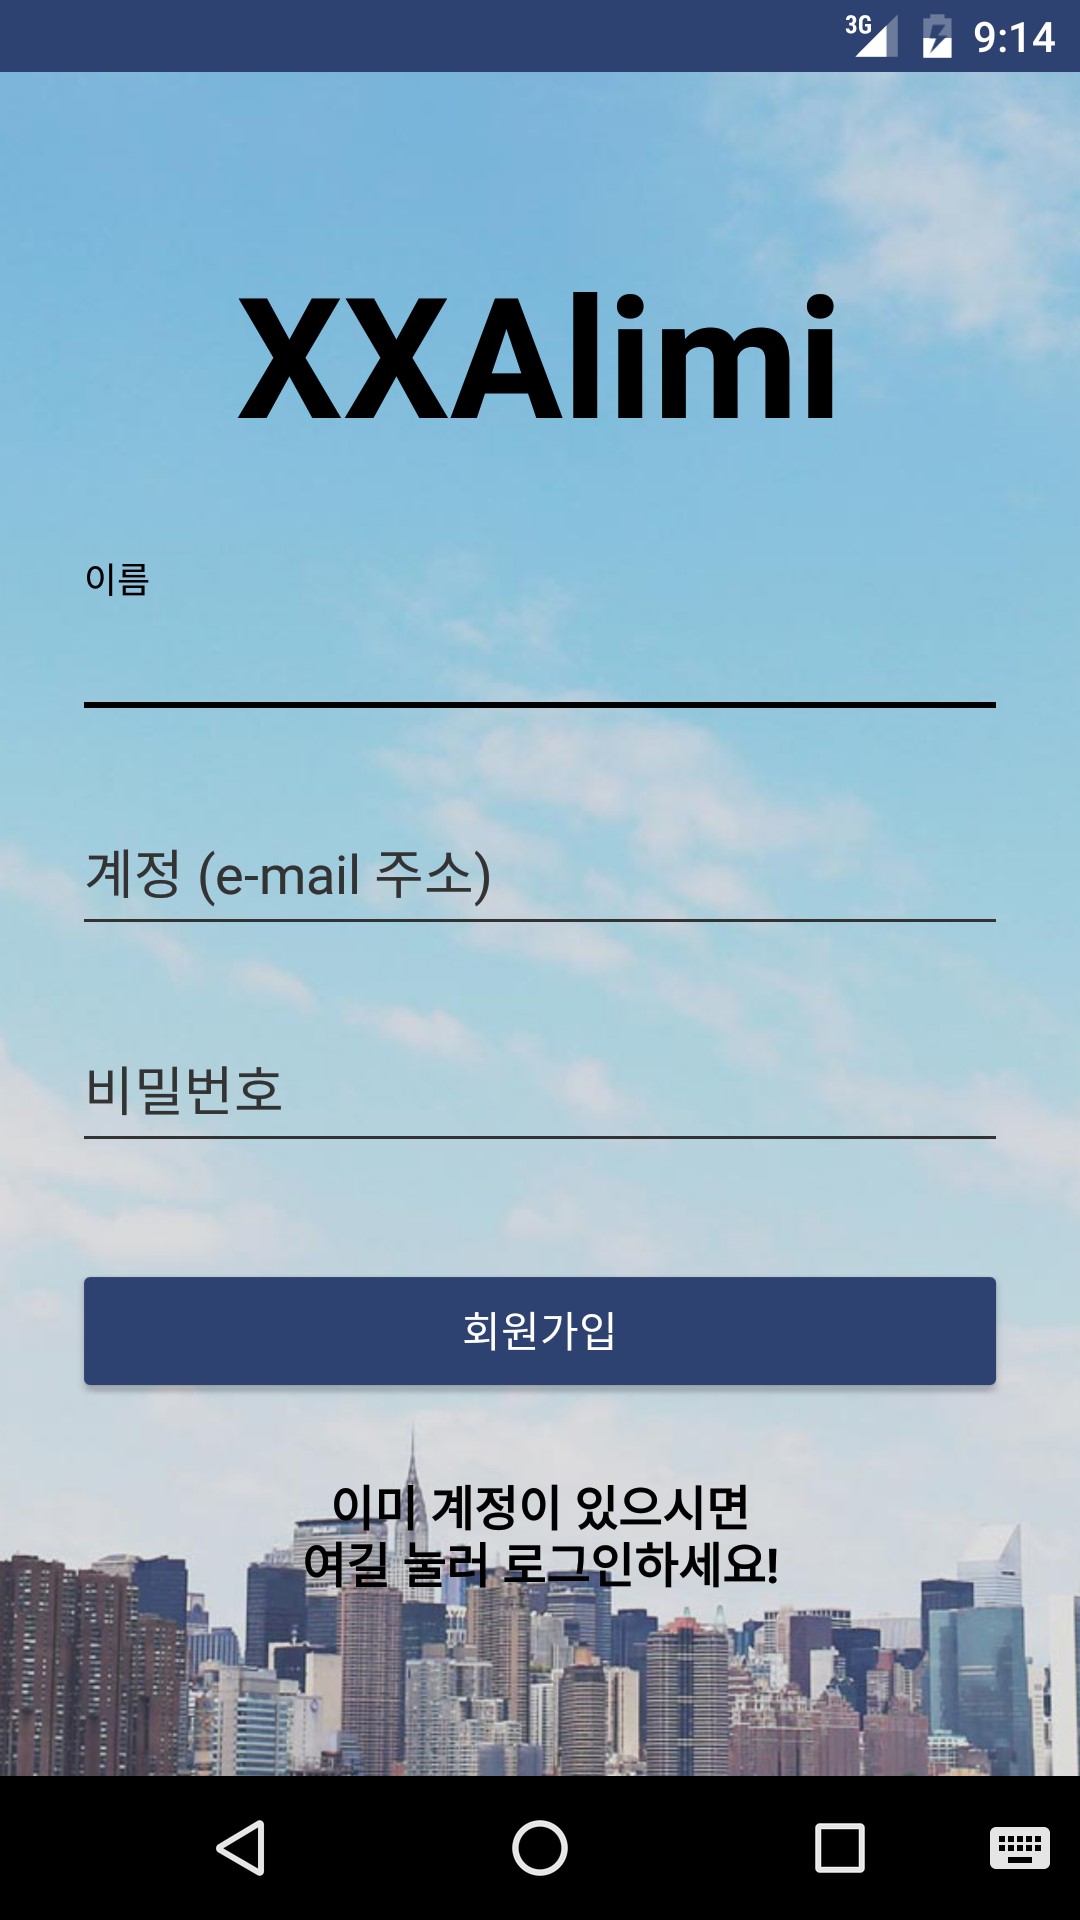 3G 9:14
XXAlimi
이름
계정 (e-mail 주소)
비밀번호
회원가입
이미 계정이 있으시면
여길 눌러 로그인하세요!